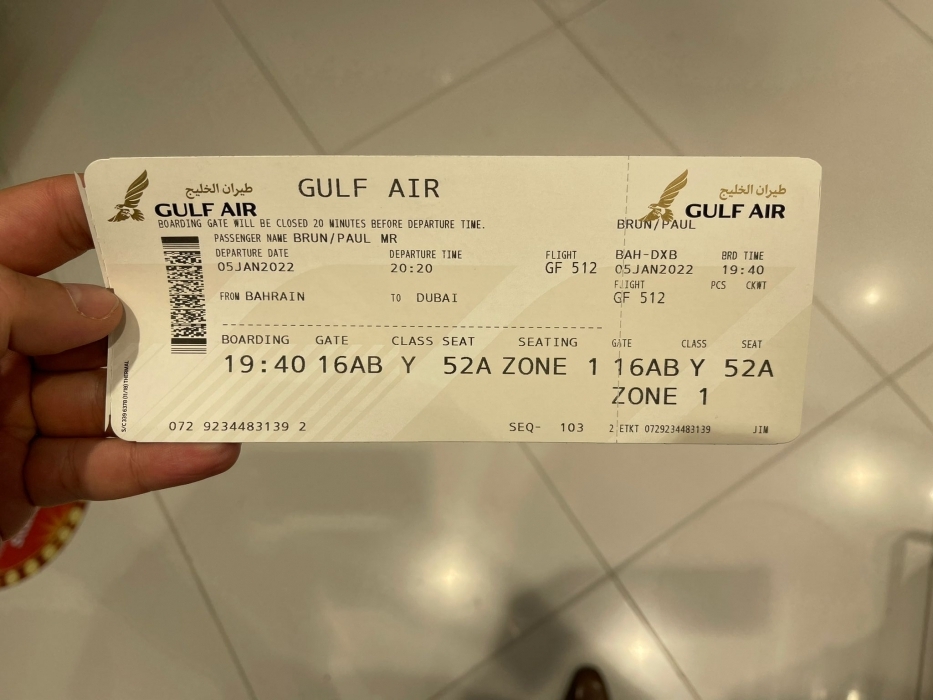 طيران الخليج
GULF AIR
GULF AIR
BOARDING GATE WILL BE CLOSED 20 MINUTES BEFORE DEPARTURE TIME.
PASSENGER NAME BRUN/PAUL MR
DEPARTURE DATE DEPARTURE TIME FLIGHT
05JAN2022 20:20 GF 512
FROM BAHRAIN TO DUBAI
BOARDING GATE CLASS SEAT SEATING
19:40 16AB Y 52A ZONE 1
072 9234483139 2 SEQ- 103
طيران الخليج
GULF AIR
BRUN/PAUL
BAH-DXB BRD TIME
05JAN2022 19:40
FLIGHT PCS CKWT
GF 512
GATE CLASS SEAT
16AB Y 52A
ZONE 1
2 ETKT 0729234483139 JIM